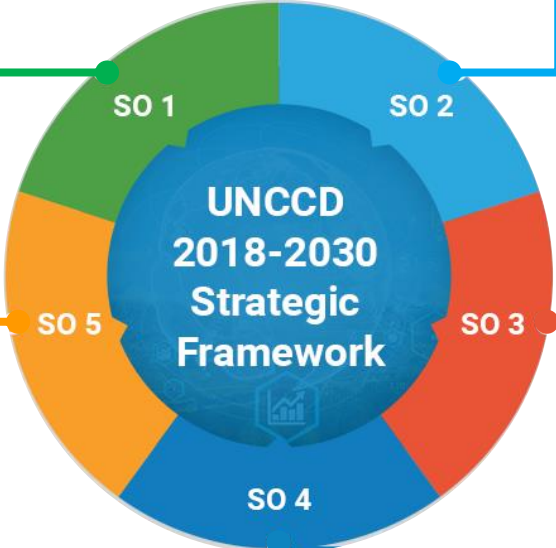 SO 1
SO 2
UNCCD
2018-2030
Strategic
Framework
SO 5
SO 3
SO 4